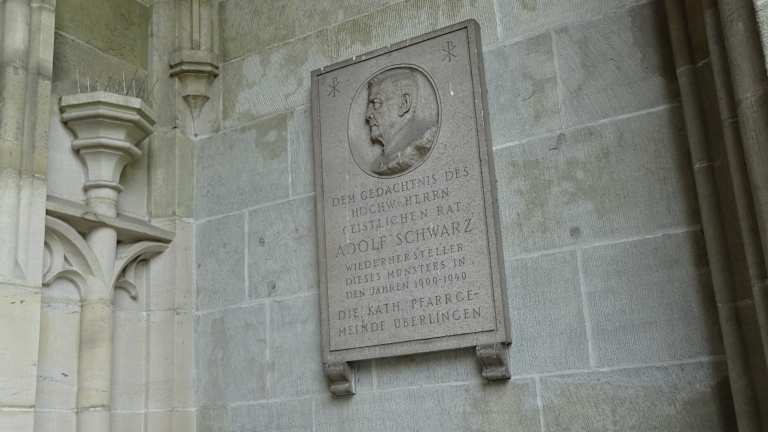 DEM GEDÄCHTNIS DES
HOCHW. HERRN
GEISTLICHEN RAT
ADOLF SCHWARZ
WIEDERHERSTELLER
DIESES MÜNSTERS IN
DEN JAHREN 1900-1940
DIE KATH. PFARRGE-
MEINDE ÜBERLINGEN